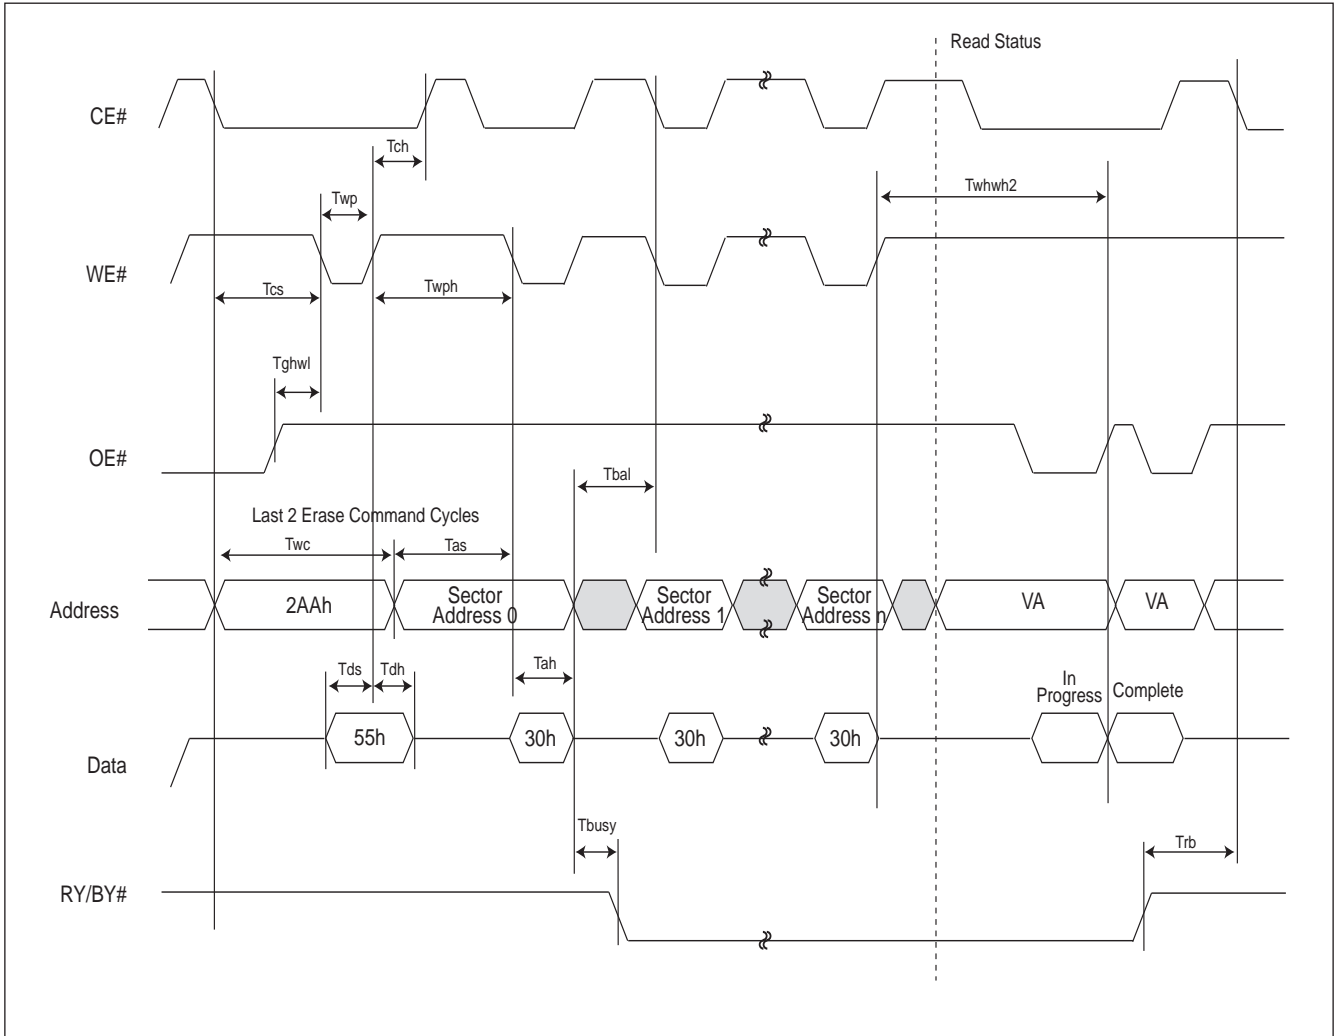 Read Status
CE#
Tch
Twhwh2
Twp
WE#
Tcs
Twph
Tghwl
OE#
Tbal
Last 2 Erase Command Cycles
Twc
Tas
Address
2AAh
Sector
Address 0
Sector
Address 1
Sector
Address n
VA
VA
Tds
Tdh
Tah
In
Progress
Complete
Data
55h
30h
30h
30h
Tbusy
Trb
RY/BY#